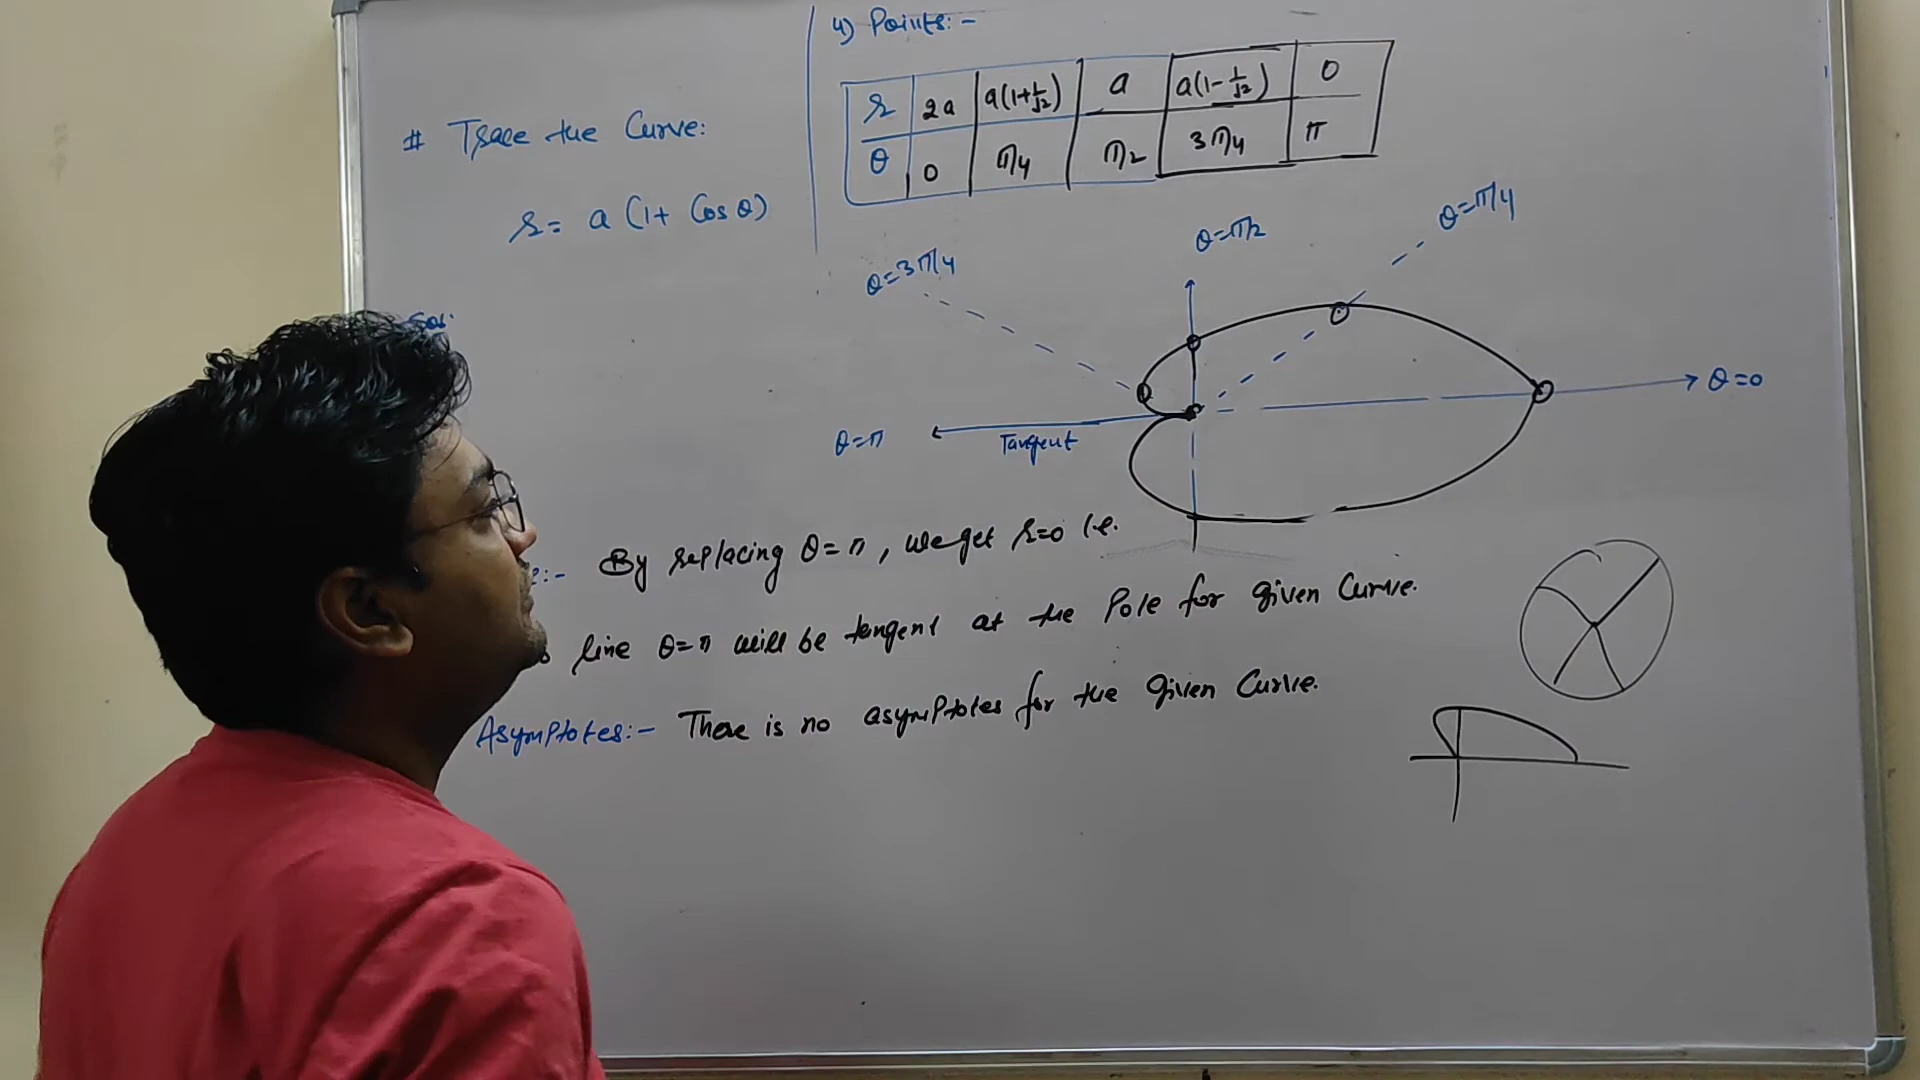 # Trace the Curve:
r = a (1+ Cos θ)
Sol.
4) Points:-
r 2a a(1+1/√2) a a(1-1/√2) 0
θ 0 π/4 π/2 3π/4 π
θ=3π/4
θ=π/2
θ=π/4
θ=0
θ=π
Tangent
e:- By replacing θ=π, we get r=0 i.e.
line θ=π will be tangent at the Pole for given Curve.
Asymptotes:- There is no asymptotes for the given Curve.